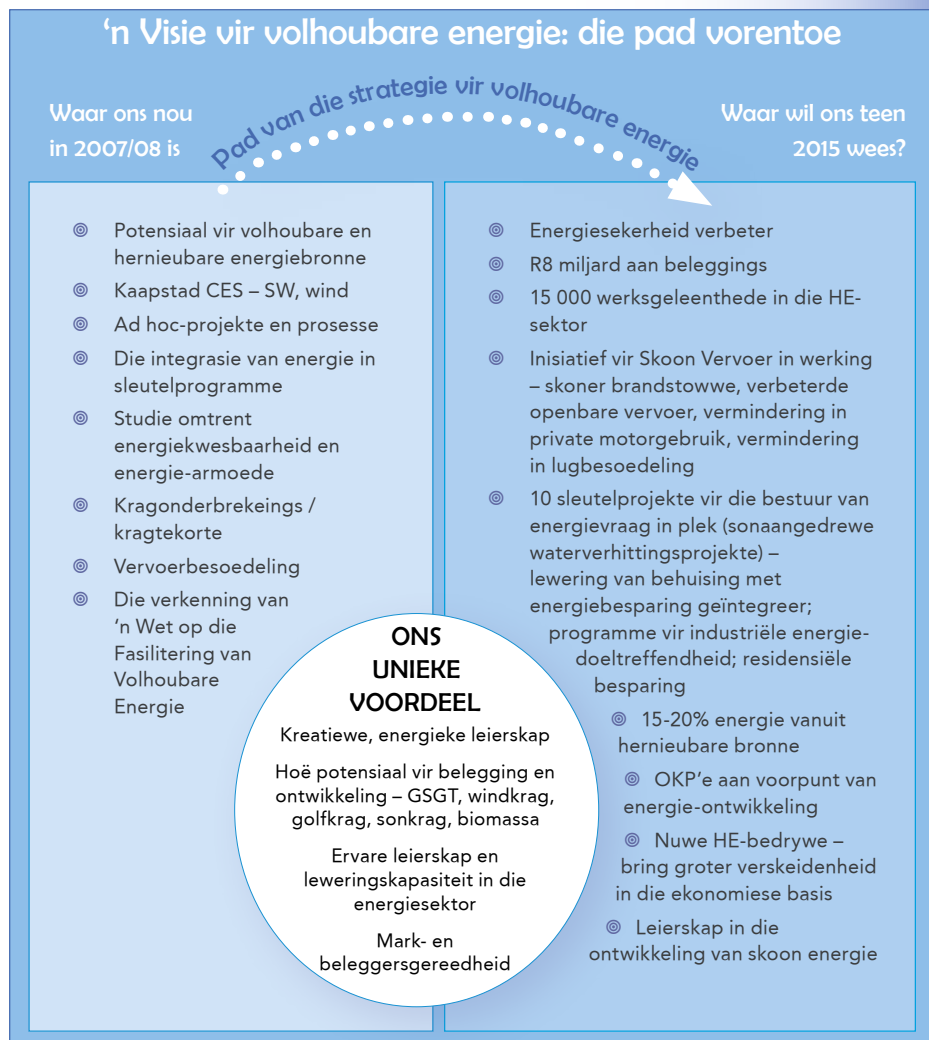 ‘n Visie vir volhoubare energie: die pad vorentoe
Pad van die strategie vir volhoubare energie
Waar ons nou
in 2007/08 is
Waar wil ons teen
2015 wees?
Potensiaal vir volhoubare en
hernieubare energiebronne
Kaapstad CES – SW, wind
Ad hoc-projekte en prosesse
Die integrasie van energie in
sleutelprogramme
Studie omtrent
energiekwesbaarheid en
energie-armoede
Kragonderbrekeings /
kragtekorte
Vervoerbesoedeling
Die verkenning van
‘n Wet op die
Fasilitering van
Volhoubare
Energie
Energiesekerheid verbeter
R8 miljard aan beleggings
15 000 werksgeleenthede in die HE-
sektor
Inisiatief vir Skoon Vervoer in werking
– skoner brandstowwe, verbeterde
openbare vervoer, vermindering in
private motorgebruik, vermindering
in lugbesoedeling
10 sleutelprojekte vir die bestuur van
energievraag in plek (sonaangedrewe
waterverhittingsprojekte) –
lewering van behuising met
energiebesparing geïntegreer;
programme vir industriële energie-
doeltreffendheid; residensiële
besparing
15-20% energie vanuit
hernieubare bronne
OKP’e aan voorpunt van
energie-ontwikkeling
Nuwe HE-bedrywe –
bring groter verskeidenheid
in die ekonomiese basis
Leierskap in die
ontwikkeling van skoon energie
ONS
UNIEKE
VOORDEEL
Kreatiewe, energieke leierskap
Hoë potensiaal vir belegging en
ontwikkeling – GSGT, windkrag,
golfkrag, sonkrag, biomassa
Ervare leierskap en
leweringskapasiteit in die
energiesektor
Mark- en
beleggersgereedheid